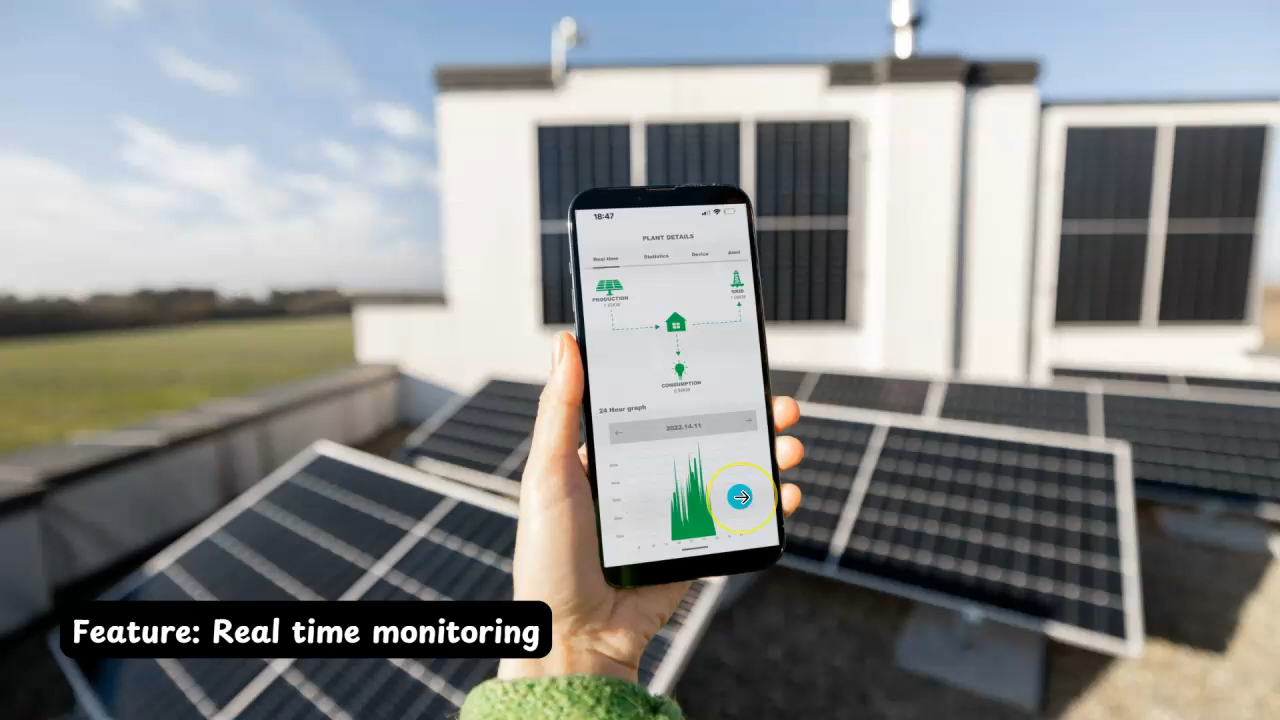 18:47
PLANT DETAILS
Real time Statistics Device
PRODUCTION
GRID
CONSUMPTION
24 Hour graph
2022.14.11
Feature: Real time monitoring